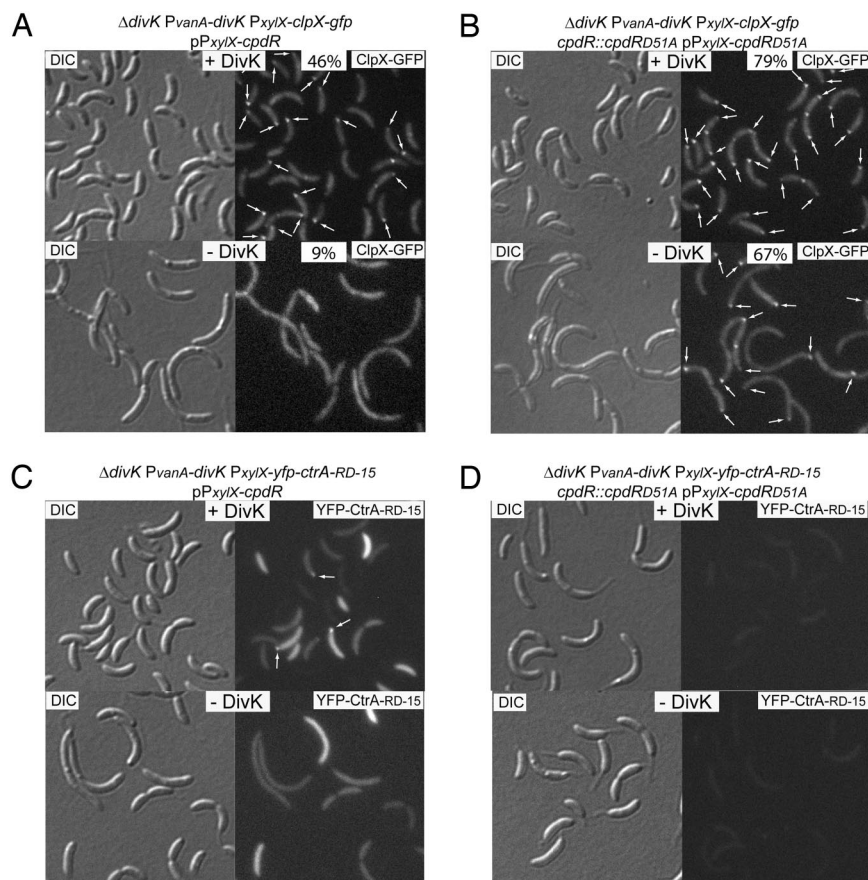 A
ΔdivK PvanA-divK PxylX-clpX-gfp
pPxylX-cpdR
DIC
+ DivK
46%
ClpX-GFP
DIC
- DivK
9%
ClpX-GFP
B
ΔdivK PvanA-divK PxylX-clpX-gfp
cpdR::cpdRD51A pPxylX-cpdRD51A
DIC
+ DivK
79%
ClpX-GFP
DIC
- DivK
67%
ClpX-GFP
C
ΔdivK PvanA-divK PxylX-yfp-ctrA-RD-15
pPxylX-cpdR
DIC
+ DivK
YFP-CtrA-RD-15
DIC
- DivK
YFP-CtrA-RD-15
D
ΔdivK PvanA-divK PxylX-yfp-ctrA-RD-15
cpdR::cpdRD51A pPxylX-cpdRD51A
DIC
+ DivK
YFP-CtrA-RD-15
DIC
- DivK
YFP-CtrA-RD-15